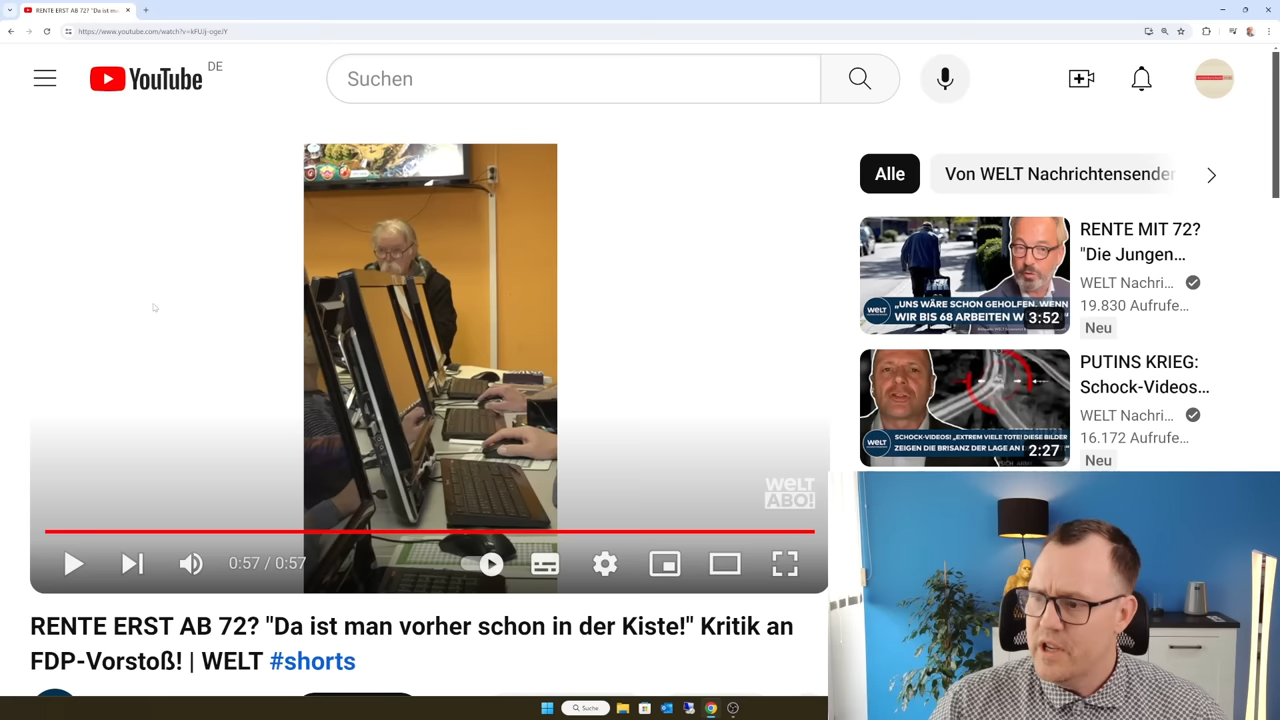 RENTE ERST AB 72? "Da ist ma
https://www.youtube.com/watch?v=kFUJj-ogeJY
YouTube DE
Suchen
Alle
Von WELT Nachrichtensender
RENTE MIT 72?
"Die Jungen…
WELT Nachri…
19.830 Aufrufe…
Neu
welt
„UNS WÄRE SCHON GEHOLFEN, WENN
WIR BIS 68 ARBEITEN W
3:52
PUTINS KRIEG:
Schock-Videos…
WELT Nachri…
16.172 Aufrufe…
Neu
welt
SCHOCK-VIDEOS! „EXTREM VIELE TOTE! DIESE BILDER
ZEIGEN DIE BRISANZ DER LAGE AN
2:27
WELT
ABO!
0:57 / 0:57
RENTE ERST AB 72? "Da ist man vorher schon in der Kiste!" Kritik an
FDP-Vorstoß! | WELT #shorts
Suche